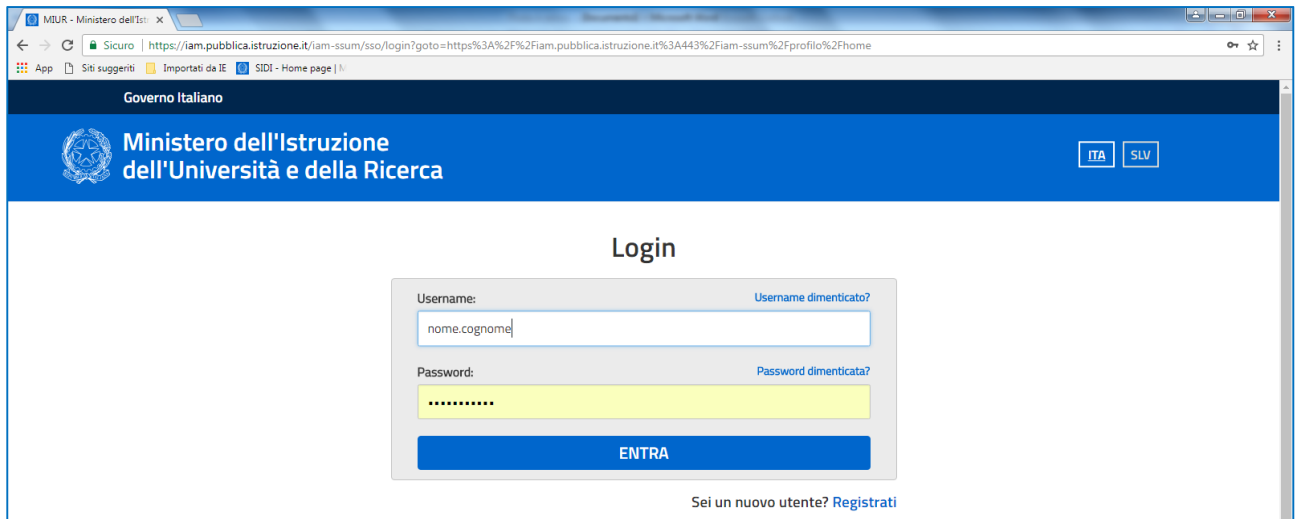 MIUR - Ministero dell'Ist
Sicuro | https://iam.pubblica.istruzione.it/iam-ssum/sso/login?goto=https%3A%2F%2Fiam.pubblica.istruzione.it%3A443%2Fiam-ssum%2Fprofilo%2Fhome
App Siti suggeriti Importati da IE SIDI - Home page |
Governo Italiano
Ministero dell'Istruzione
dell'Università e della Ricerca
ITA SLV
Login
Username: Username dimenticato?
nome.cognome
Password: Password dimenticata?
•••••••••••
ENTRA
Sei un nuovo utente? Registrati